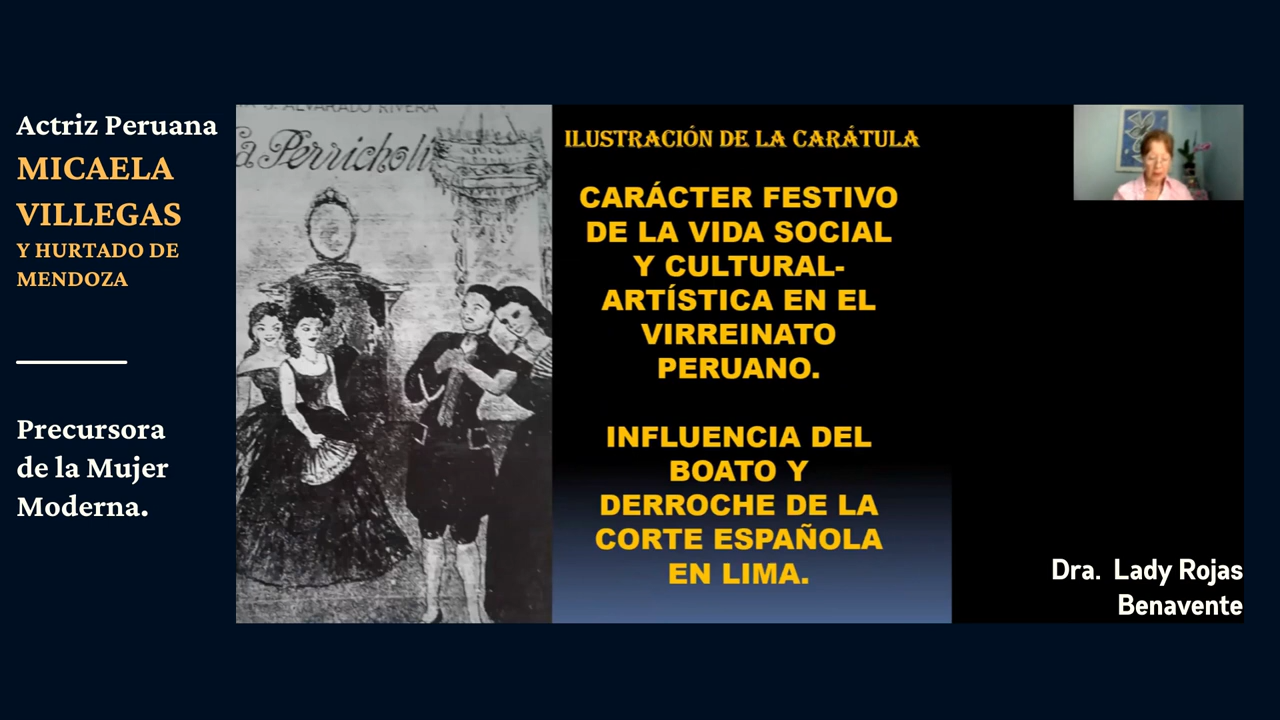 Actriz Peruana
MICAELA
VILLEGAS
Y HURTADO DE
MENDOZA
Precursora
de la Mujer
Moderna.
J. ALVARADO RIVERA
a Perricholi
ILUSTRACIÓN DE LA CARÁTULA
CARÁCTER FESTIVO
DE LA VIDA SOCIAL
Y CULTURAL-
ARTÍSTICA EN EL
VIRREINATO
PERUANO.
INFLUENCIA DEL
BOATO Y
DERROCHE DE LA
CORTE ESPAÑOLA
EN LIMA.
Dra. Lady Rojas
Benavente